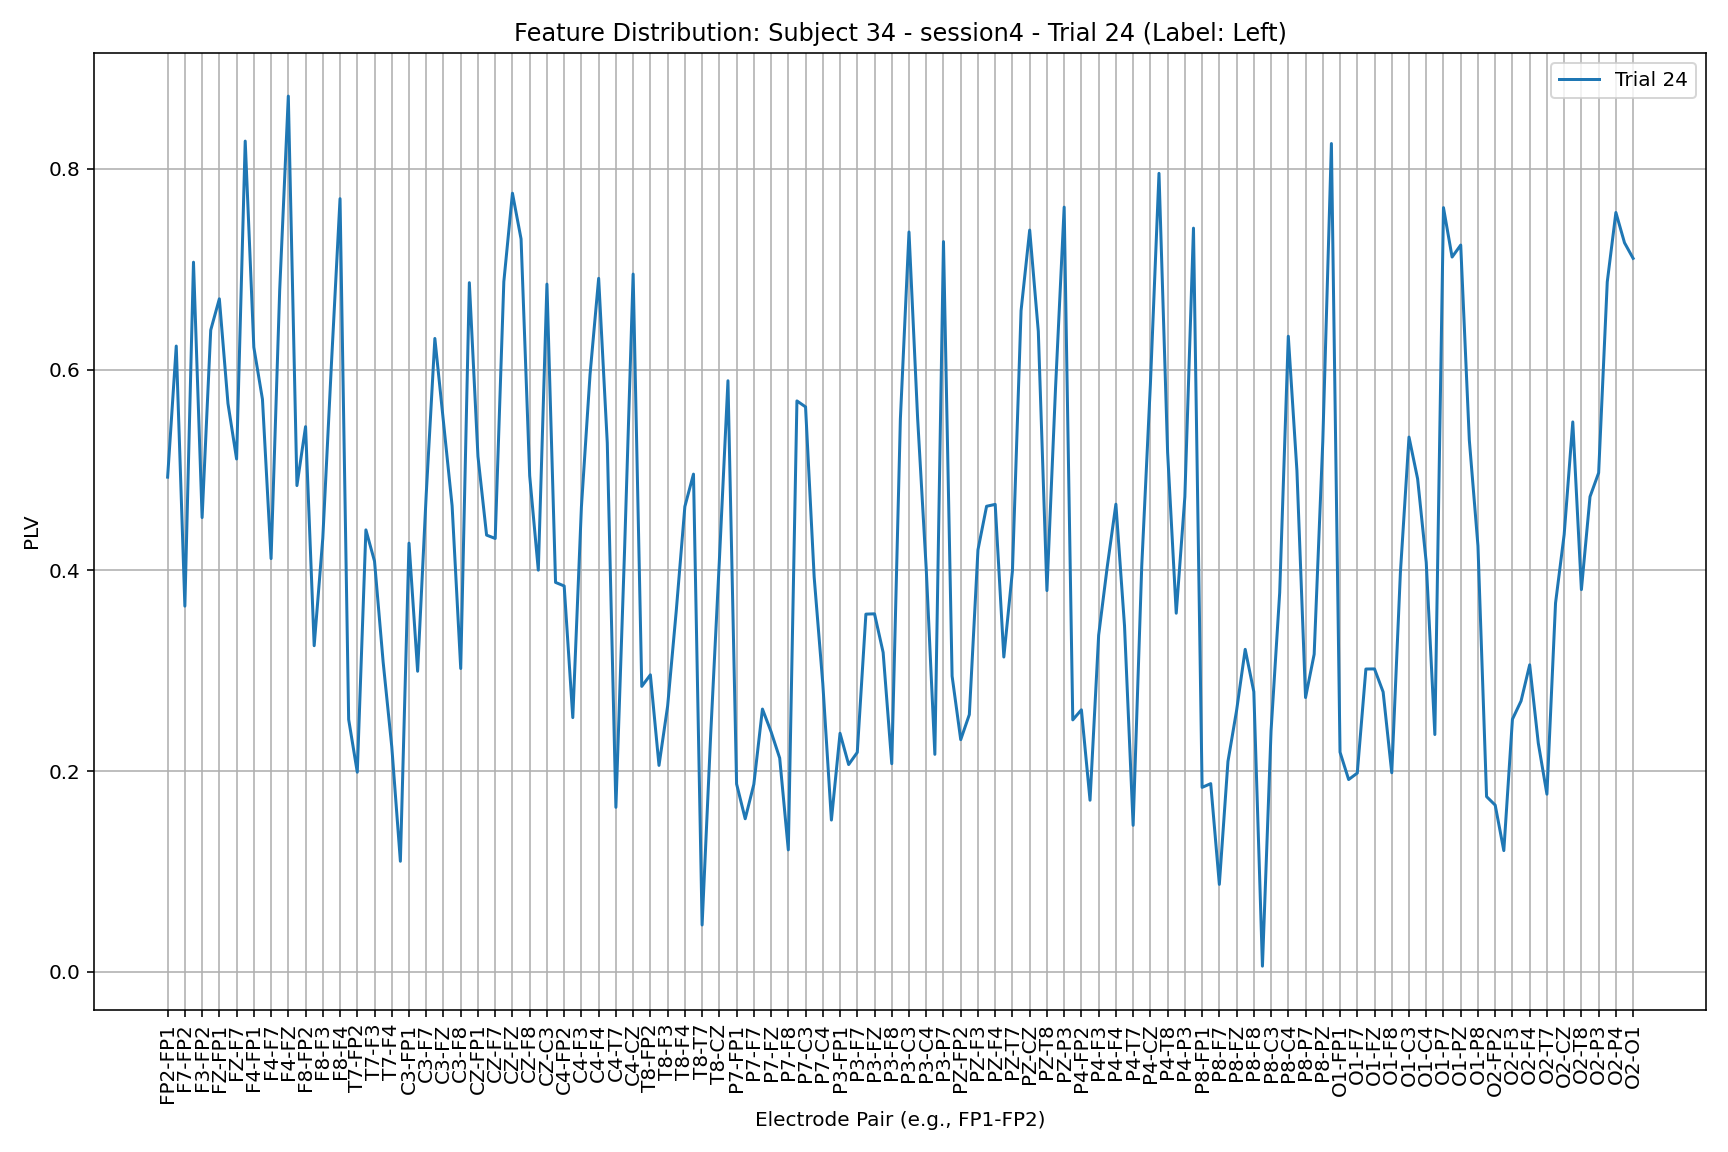 Feature Distribution: Subject 34 - session4 - Trial 24 (Label: Left)
Trial 24
PLV
0.8
0.6
0.4
0.2
0.0
FP2-FP1
F7-FP2
F3-FP2
FZ-FP1
FZ-F7
F4-FP1
F4-F7
F4-FZ
F8-FP2
F8-F3
F8-F4
T7-FP2
T7-F3
T7-F4
C3-FP1
C3-F7
C3-FZ
C3-F8
CZ-FP1
CZ-F7
CZ-FZ
CZ-F8
CZ-C3
C4-FP2
C4-F3
C4-F4
C4-T7
C4-CZ
T8-FP2
T8-F3
T8-F4
T8-T7
T8-CZ
P7-FP1
P7-F7
P7-FZ
P7-F8
P7-C3
P7-C4
P3-FP1
P3-F7
P3-FZ
P3-F8
P3-C3
P3-C4
P3-P7
PZ-FP2
PZ-F3
PZ-F4
PZ-T7
PZ-CZ
PZ-T8
PZ-P3
P4-FP2
P4-F3
P4-F4
P4-T7
P4-CZ
P4-T8
P4-P3
P8-FP1
P8-F7
P8-FZ
P8-F8
P8-C3
P8-C4
P8-P7
P8-PZ
O1-FP1
O1-F7
O1-FZ
O1-F8
O1-C3
O1-C4
O1-P7
O1-PZ
O1-P8
O2-FP2
O2-F3
O2-F4
O2-T7
O2-CZ
O2-T8
O2-P3
O2-P4
O2-O1
Electrode Pair (e.g., FP1-FP2)